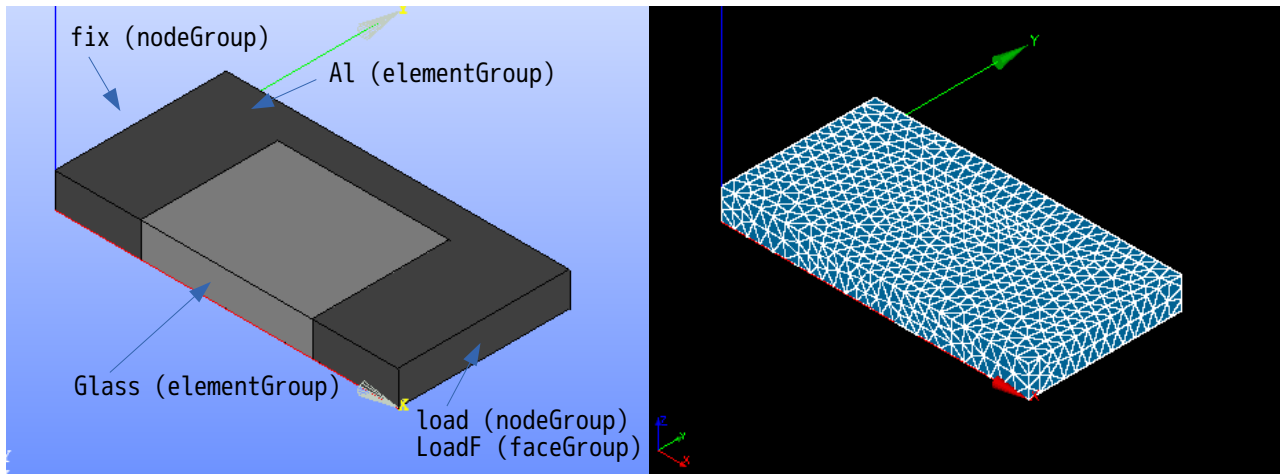 fix (nodeGroup)
Al (elementGroup)
Glass (elementGroup)
load (nodeGroup)
LoadF (faceGroup)
X
Y
Z
Y
X